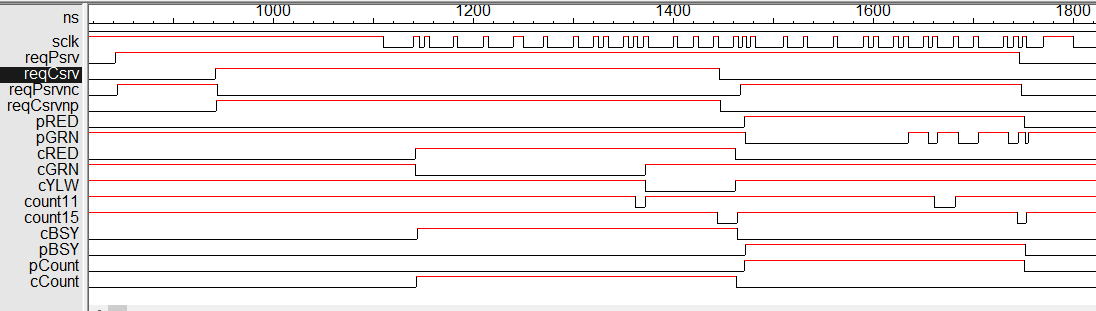 ns 1000 1200 1400 1600 1800
sclk
reqPsrv
reqCsrv
reqPsrvnc
reqCsrvnp
pRED
pGRN
cRED
cGRN
cYLW
count11
count15
cBSY
pBSY
pCount
cCount